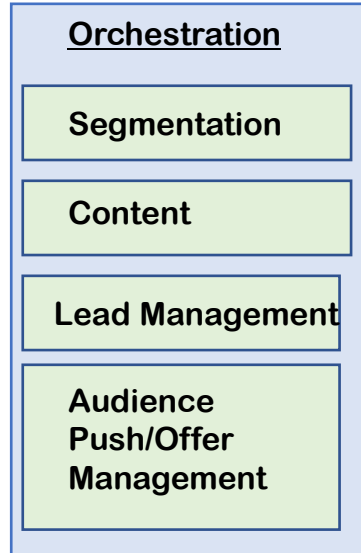 Orchestration
Segmentation
Content
Lead Management
Audience
Push/Offer
Management